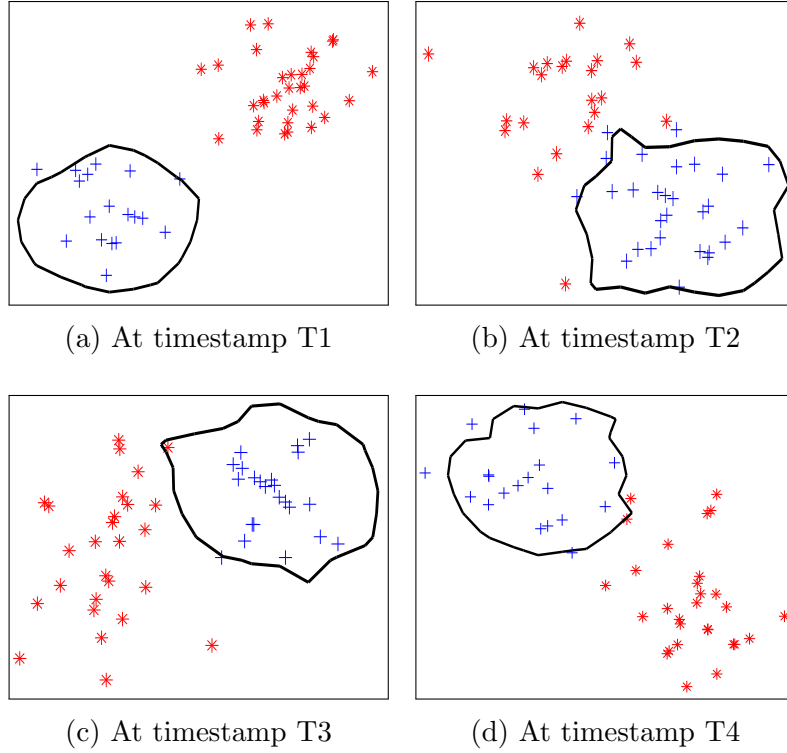 (a) At timestamp T1
(b) At timestamp T2
(c) At timestamp T3
(d) At timestamp T4